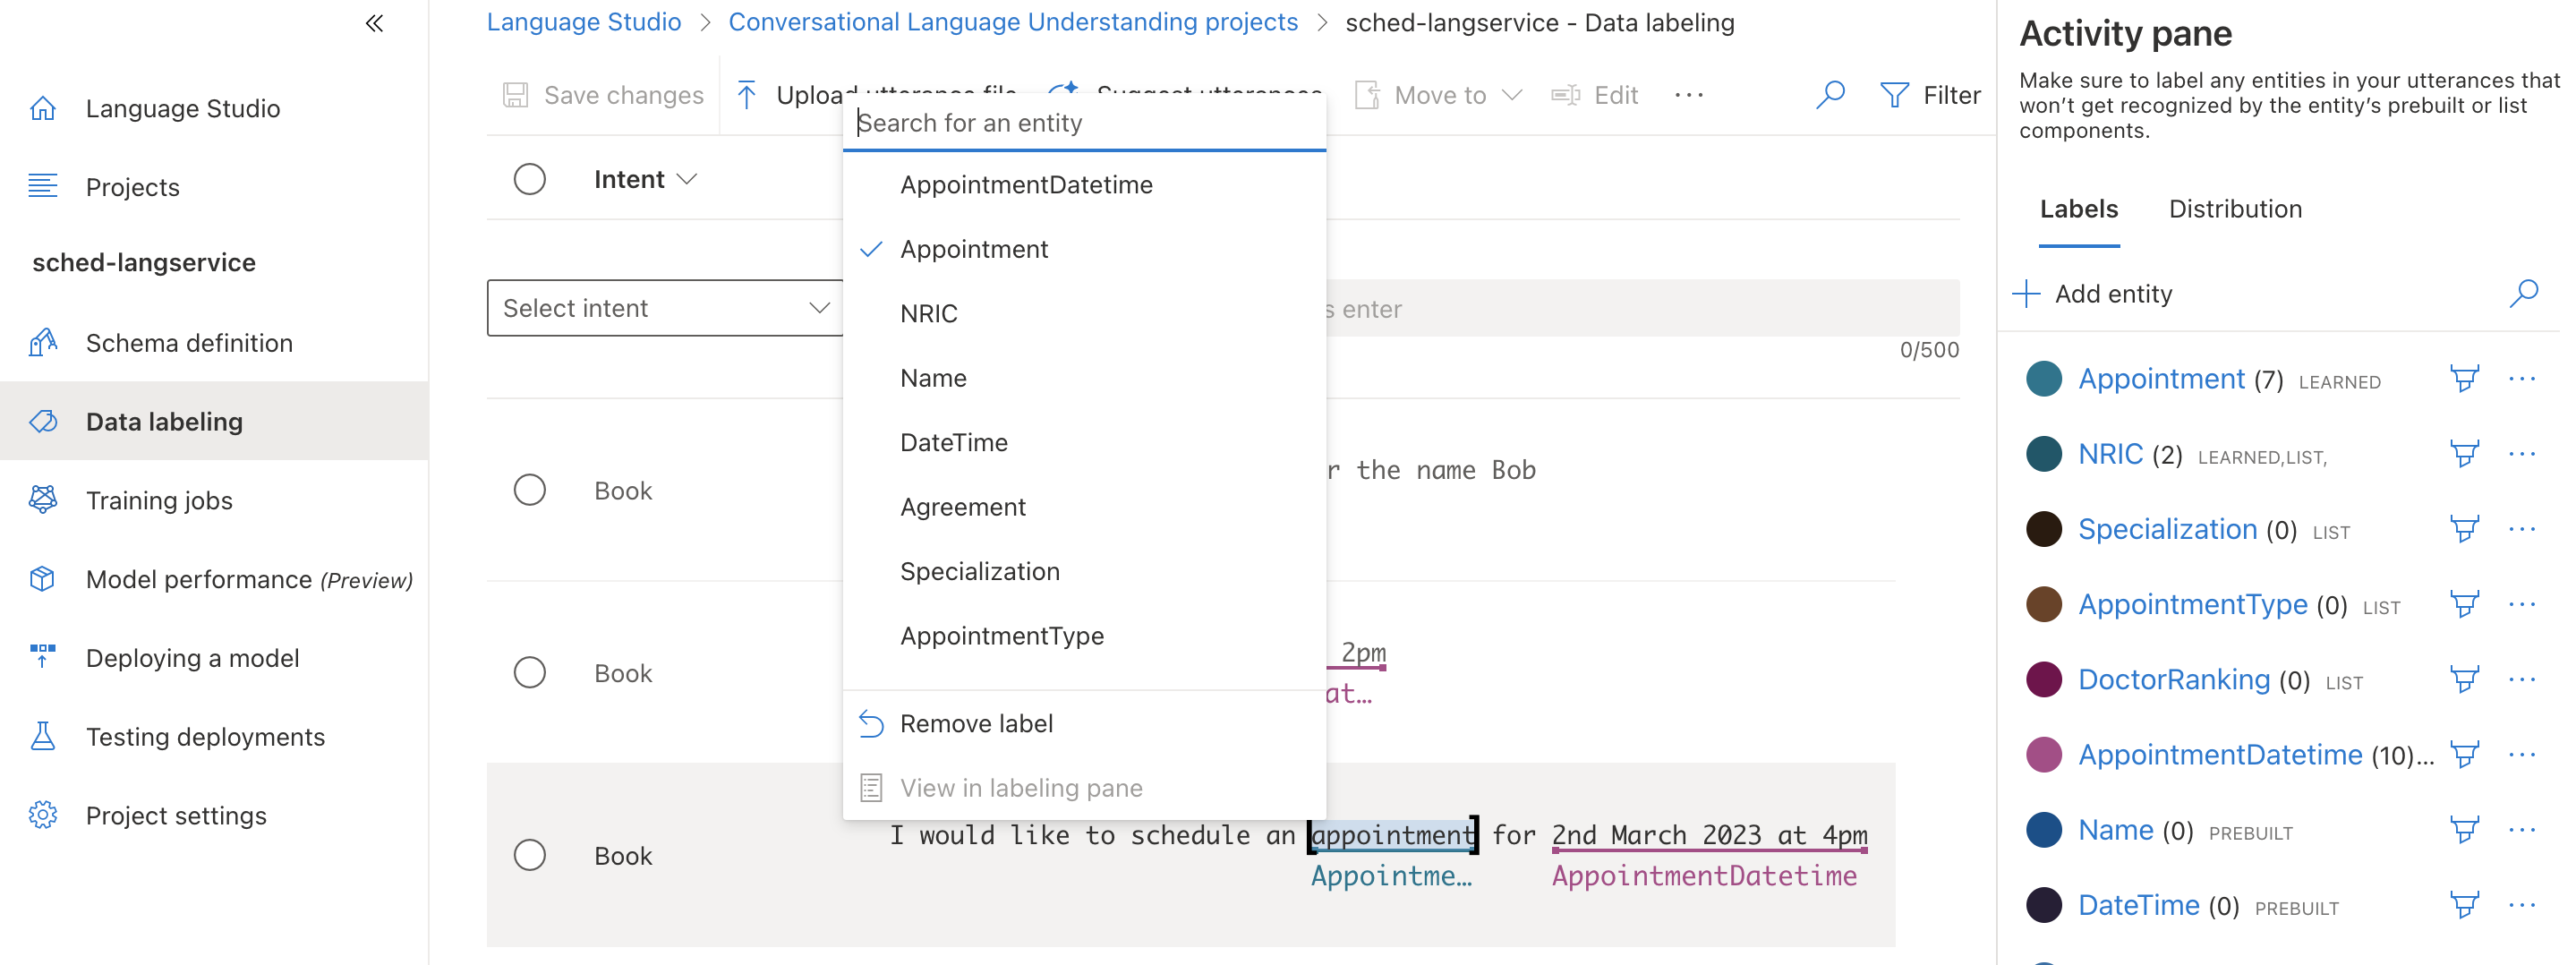 Language Studio
Projects
sched-langservice
Schema definition
Data labeling
Training jobs
Model performance (Preview)
Deploying a model
Testing deployments
Project settings
Language Studio > Conversational Language Understanding projects > sched-langservice - Data labeling
Save changes
Upload utterance file
Suggest utterances
Move to
Edit
Filter
Intent
Select intent
s enter
0/500
Search for an entity
AppointmentDatetime
Appointment
NRIC
Name
DateTime
Agreement
Specialization
AppointmentType
Remove label
View in labeling pane
Book
r the name Bob
Book
2pm
at…
Book
I would like to schedule an appointment for 2nd March 2023 at 4pm
Appointme… AppointmentDatetime
Activity pane
Make sure to label any entities in your utterances that
won’t get recognized by the entity’s prebuilt or list
components.
Labels Distribution
Add entity
Appointment (7) LEARNED
NRIC (2) LEARNED,LIST,
Specialization (0) LIST
AppointmentType (0) LIST
DoctorRanking (0) LIST
AppointmentDatetime (10)...
Name (0) PREBUILT
DateTime (0) PREBUILT